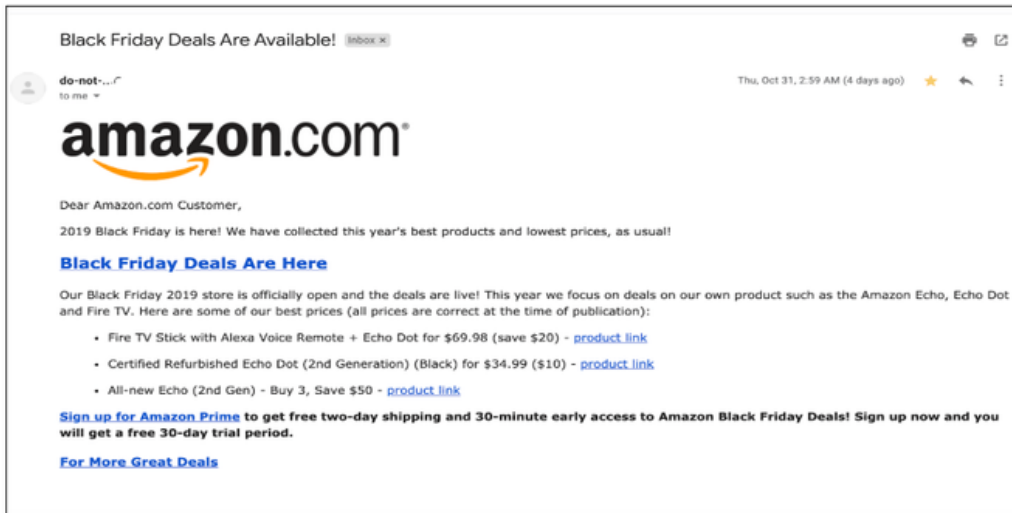 Black Friday Deals Are Available! Inbox x
do-not-...
Thu, Oct 31, 2:59 AM (4 days ago)
to me
amazon.com
Dear Amazon.com Customer,
2019 Black Friday is here! We have collected this year's best products and lowest prices, as usual!
Black Friday Deals Are Here
Our Black Friday 2019 store is officially open and the deals are live! This year we focus on deals on our own product such as the Amazon Echo, Echo Dot
and Fire TV. Here are some of our best prices (all prices are correct at the time of publication):
• Fire TV Stick with Alexa Voice Remote + Echo Dot for $69.98 (save $20) - product link
• Certified Refurbished Echo Dot (2nd Generation) (Black) for $34.99 ($10) - product link
• All-new Echo (2nd Gen) - Buy 3, Save $50 - product link
Sign up for Amazon Prime to get free two-day shipping and 30-minute early access to Amazon Black Friday Deals! Sign up now and you
will get a free 30-day trial period.
For More Great Deals